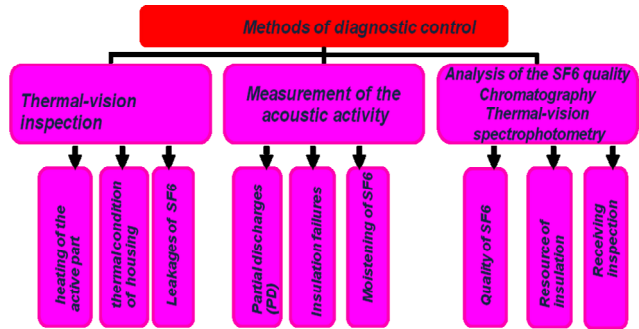 Methods of diagnostic control
Thermal-vision
inspection
Measurement of the
acoustic activity
Analysis of the SF6 quality
Chromatography
Thermal-vision
spectrophotometry
heating of the
active part
thermal condition
of housing
Leakages of SF6
Partial discharges
(PD)
Insulation failures
Moistening of SF6
Quality of SF6
Resource of
insulation
Receiving
inspection